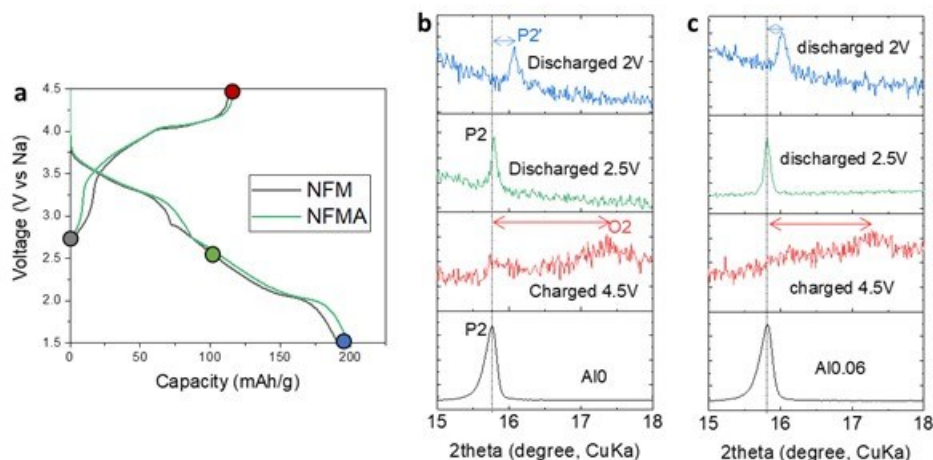 a
4.5
4.0
3.5
3.0
2.5
2.0
1.5
Voltage (V vs Na)
NFM
NFMA
0
50
100
150
200
Capacity (mAh/g)
b
P2'
Discharged 2V
P2
Discharged 2.5V
O2
Charged 4.5V
P2
Al0
15
16
17
18
2theta (degree, CuKa)
c
discharged 2V
discharged 2.5V
charged 4.5V
Al0.06
15
16
17
18
2theta (degree, CuKa)